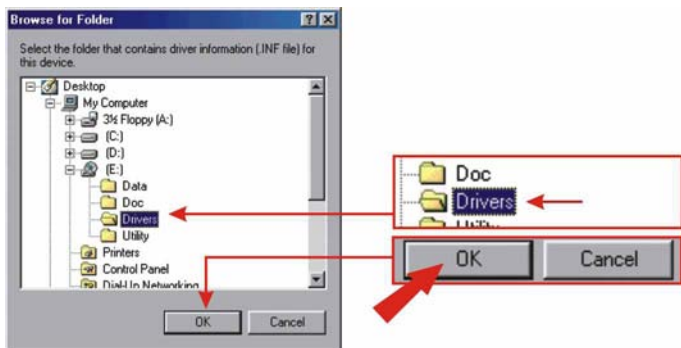 Browse for Folder
Select the folder that contains driver information (.INF file) for
this device.
Desktop
My Computer
3½ Floppy (A:)
(C:)
(D:)
(E:)
Data
Doc
Drivers
Utility
Printers
Control Panel
Dial-Up Networking
OK Cancel
Doc
Drivers
Utility
OK Cancel